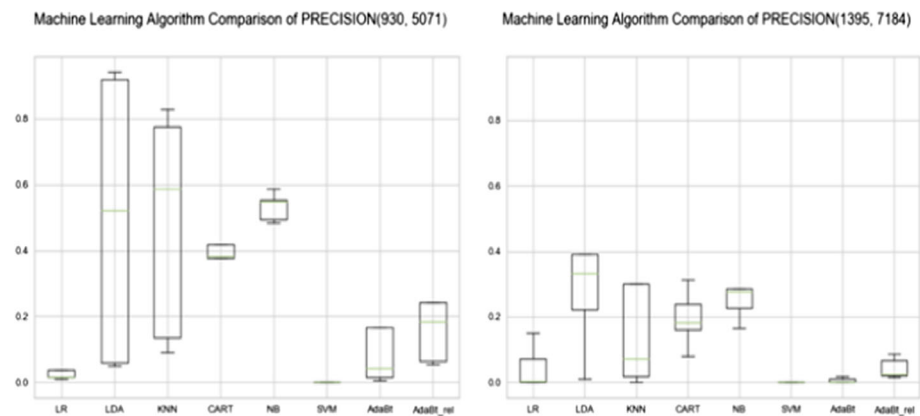 Machine Learning Algorithm Comparison of PRECISION(930, 5071)
0.8
0.6
0.4
0.2
0.0
LR LDA KNN CART NB SVM AdaBt AdaBt_rel
Machine Learning Algorithm Comparison of PRECISION(1395, 7184)
0.8
0.6
0.4
0.2
0.0
LR LDA KNN CART NB SVM AdaBt AdaBt_rel